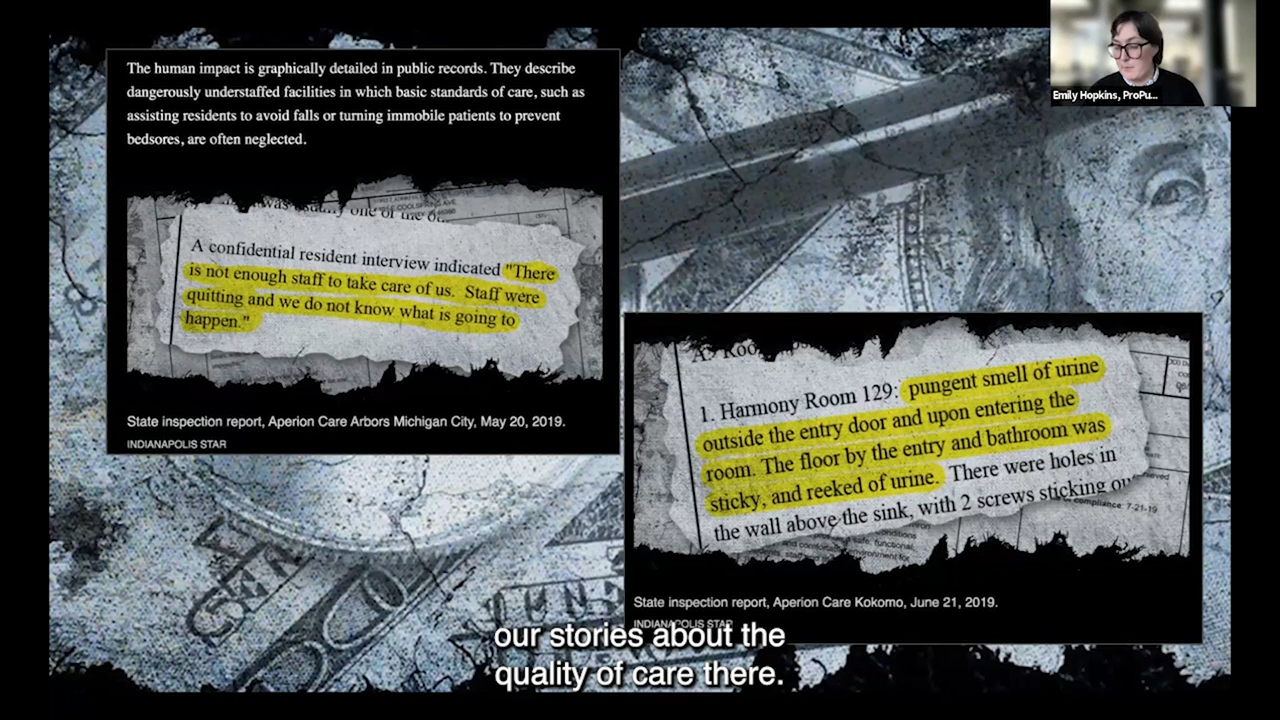 The human impact is graphically detailed in public records. They describe
dangerously understaffed facilities in which basic standards of care, such as
assisting residents to avoid falls or turning immobile patients to prevent
bedsores, are often neglected.
A confidential resident interview indicated "There
is not enough staff to take care of us. Staff were
quitting and we do not know what is going to
happen."
State inspection report, Aperion Care Arbors Michigan City, May 20, 2019.
INDIANAPOLIS STAR
Emily Hopkins, ProPu...
1. Harmony Room 129: pungent smell of urine
outside the entry door and upon entering the
room. The floor by the entry and bathroom was
sticky, and reeked of urine. There were holes in
the wall above the sink, with 2 screws sticking ou
compliance: 7-21-19
State inspection report, Aperion Care Kokomo, June 21, 2019.
INDIANAPOLIS STAR
our stories about the
quality of care there.